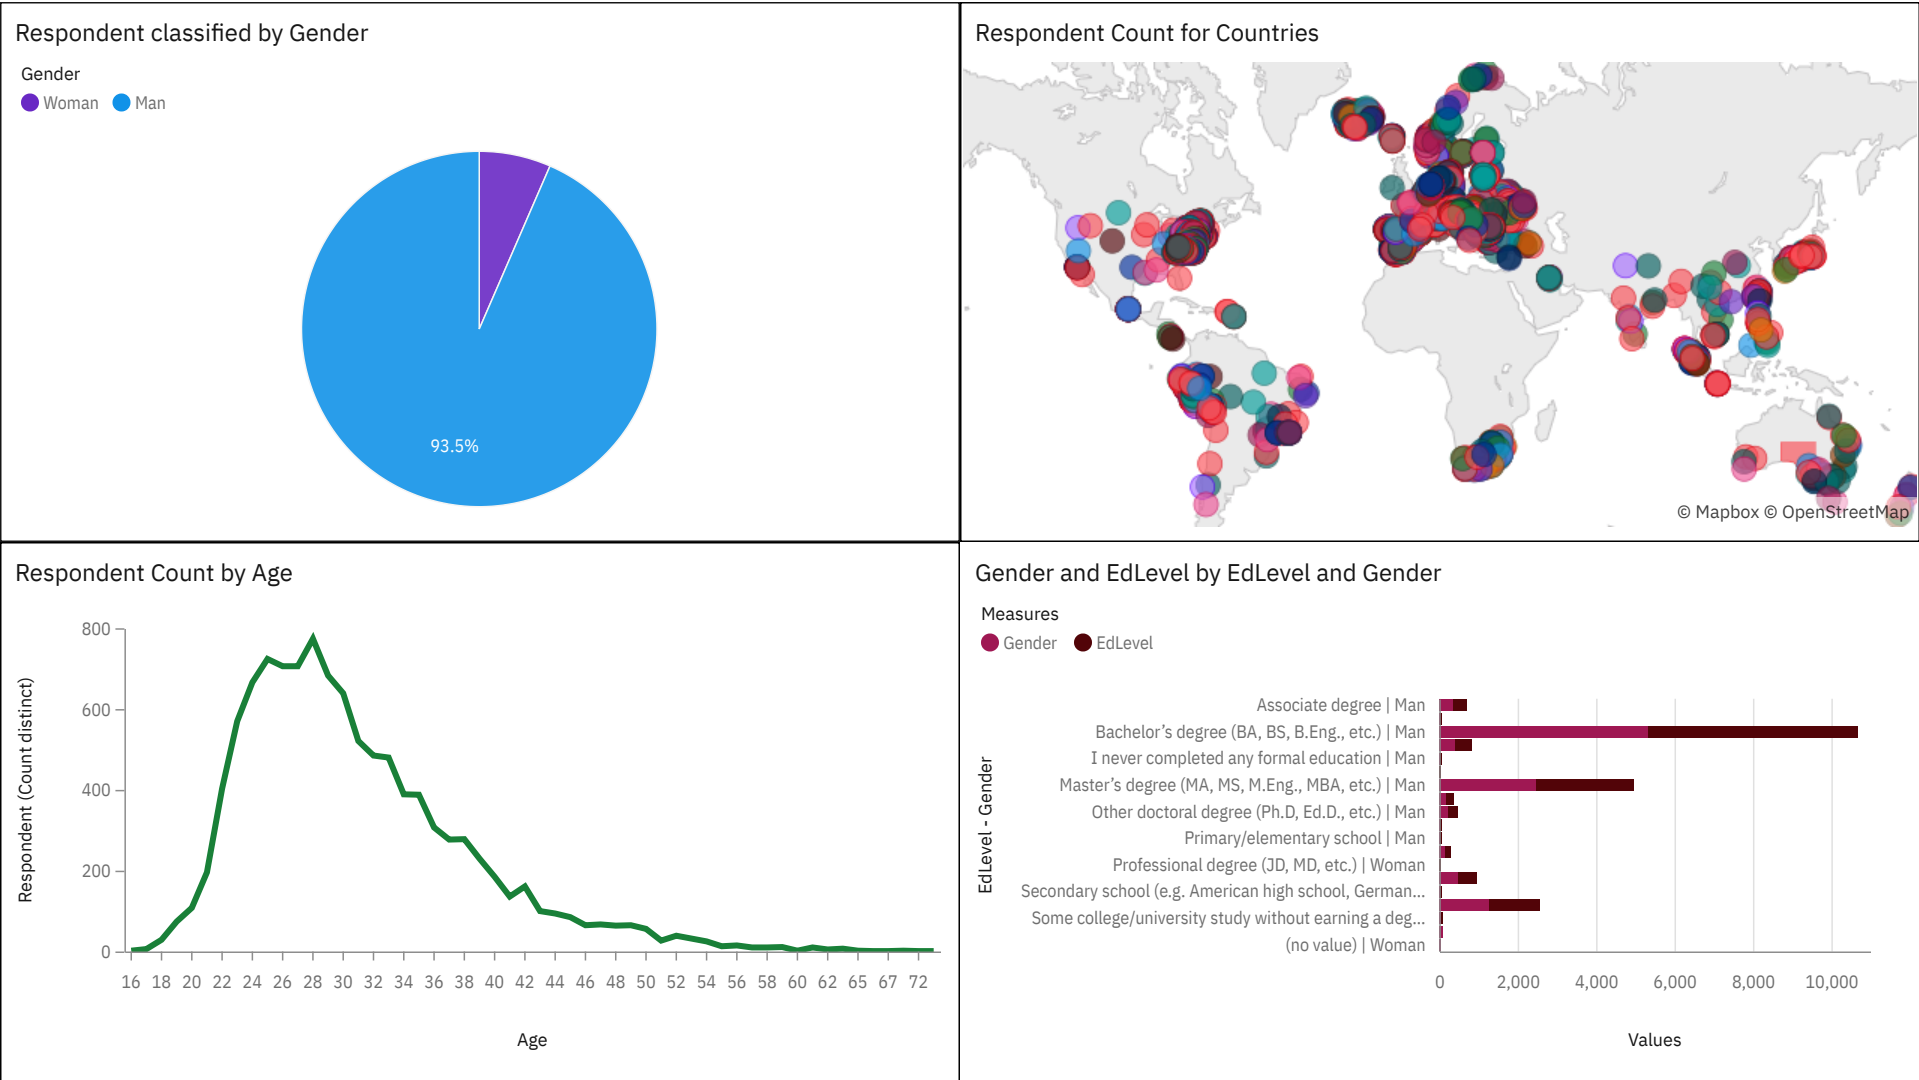 Respondent classified by Gender
Gender
Woman
Man
93.5%
Respondent Count for Countries
© Mapbox © OpenStreetMap
Respondent Count by Age
Respondent (Count distinct)
800
600
400
200
0
16 18 20 22 24 26 28 30 32 34 36 38 40 42 44 46 48 50 52 54 56 58 60 62 65 67 72
Age
Gender and EdLevel by EdLevel and Gender
Measures
Gender
EdLevel
EdLevel - Gender
Associate degree | Man
Bachelor’s degree (BA, BS, B.Eng., etc.) | Man
I never completed any formal education | Man
Master’s degree (MA, MS, M.Eng., MBA, etc.) | Man
Other doctoral degree (Ph.D, Ed.D., etc.) | Man
Primary/elementary school | Man
Professional degree (JD, MD, etc.) | Woman
Secondary school (e.g. American high school, German...
Some college/university study without earning a deg...
(no value) | Woman
0 2,000 4,000 6,000 8,000 10,000
Values